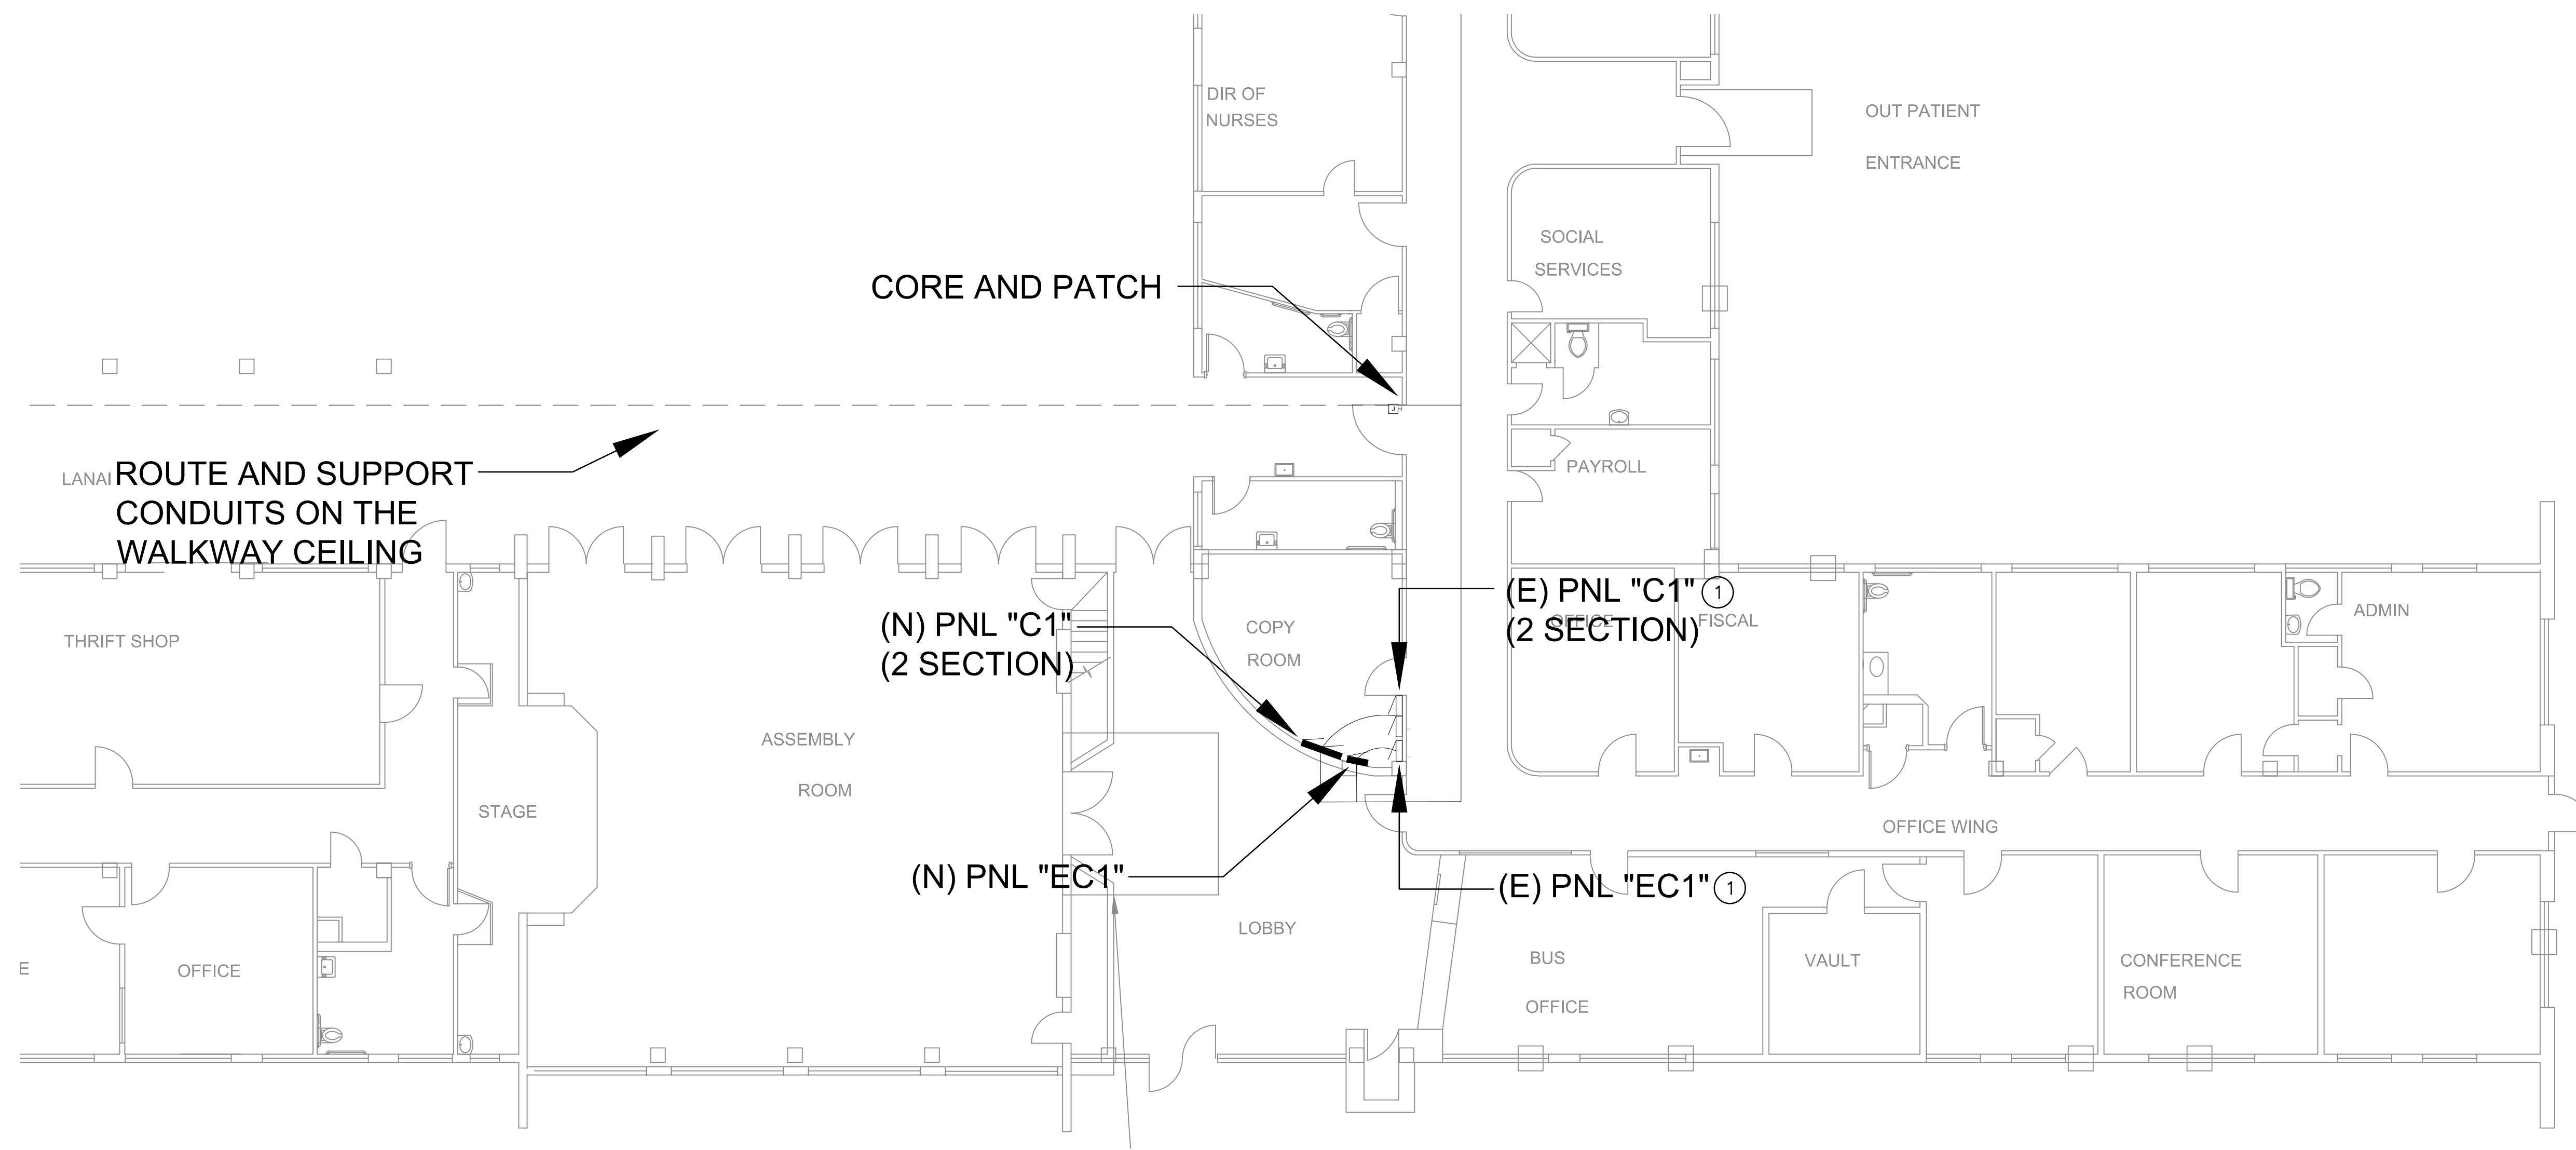 DIR OF
NURSES
OUT PATIENT
ENTRANCE
SOCIAL
SERVICES
CORE AND PATCH
J
LANAI
ROUTE AND SUPPORT
CONDUITS ON THE
WALKWAY CEILING
PAYROLL
(E) PNL "C1" 1
(2 SECTION)
OFFICE
FISCAL
ADMIN
(N) PNL "C1"
(2 SECTION)
COPY
ROOM
THRIFT SHOP
ASSEMBLY
ROOM
STAGE
OFFICE WING
(N) PNL "EC1"
(E) PNL "EC1" 1
LOBBY
BUS
OFFICE
VAULT
CONFERENCE
ROOM
E
OFFICE